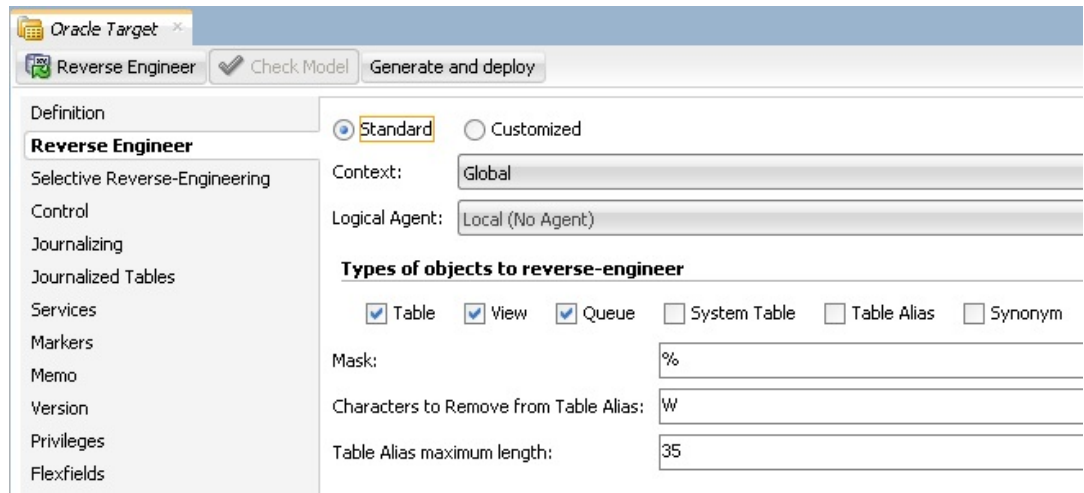 Oracle Target
Reverse Engineer Check Model Generate and deploy
Definition
Reverse Engineer
Selective Reverse-Engineering
Control
Journalizing
Journalized Tables
Services
Markers
Memo
Version
Privileges
Flexfields
Standard Customized
Context: Global
Logical Agent: Local (No Agent)
Types of objects to reverse-engineer
Table View Queue System Table Table Alias Synonym
Mask: %
Characters to Remove from Table Alias: W
Table Alias maximum length: 35